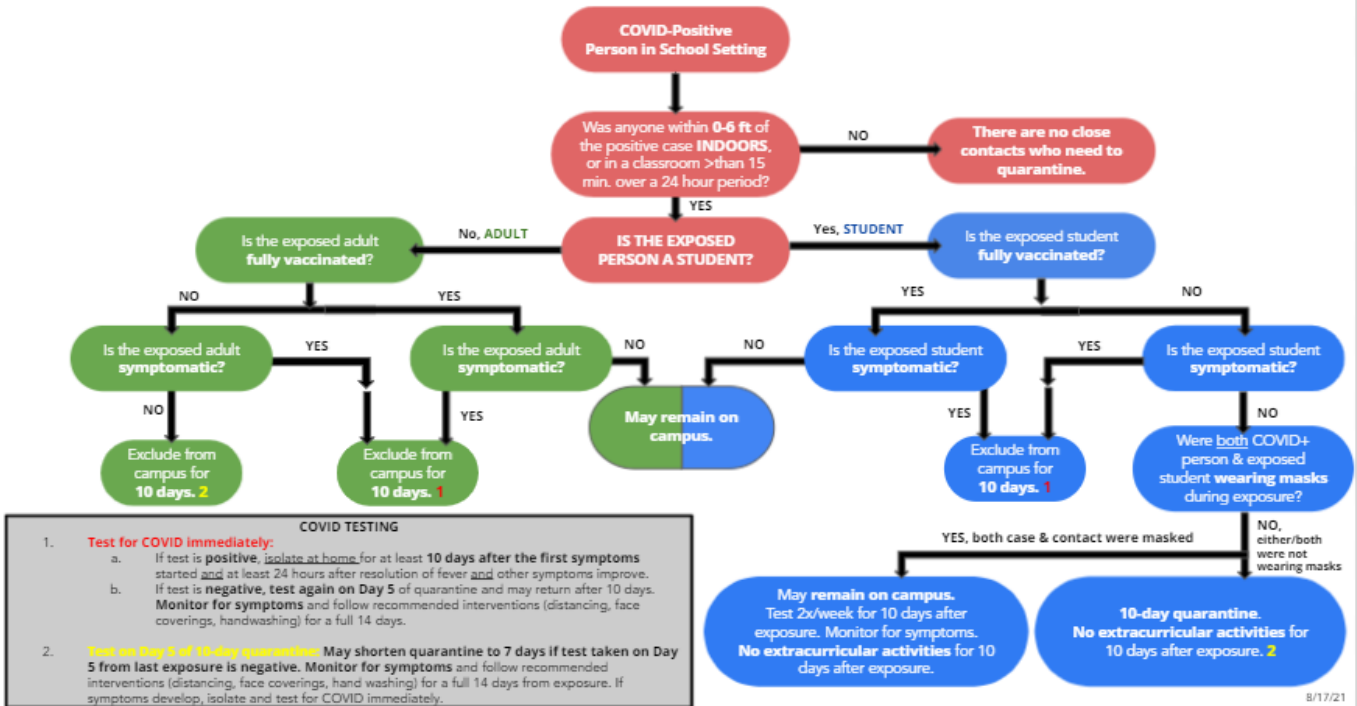 COVID-Positive
Person in School Setting
Was anyone within 0-6 ft of
the positive case INDOORS,
or in a classroom >than 15
min. over a 24 hour period?
NO
There are no close
contacts who need to
quarantine.
YES
IS THE EXPOSED
PERSON A STUDENT?
No, ADULT
Yes, STUDENT
Is the exposed adult
fully vaccinated?
Is the exposed student
fully vaccinated?
NO
YES
YES
NO
Is the exposed adult
symptomatic?
YES
Is the exposed adult
symptomatic?
NO
NO
Is the exposed student
symptomatic?
YES
Is the exposed student
symptomatic?
NO
YES
May remain on
campus.
YES
NO
Exclude from
campus for
10 days. 2
Exclude from
campus for
10 days. 1
Exclude from
campus for
10 days. 1
Were both COVID+
person & exposed
student wearing masks
during exposure?
YES, both case & contact were masked
NO,
either/both
were not
wearing masks
May remain on campus.
Test 2x/week for 10 days after
exposure. Monitor for symptoms.
No extracurricular activities for 10
days after exposure.
10-day quarantine.
No extracurricular activities for
10 days after exposure. 2
COVID TESTING
1. Test for COVID immediately:
a. If test is positive, isolate at home for at least 10 days after the first symptoms
started and at least 24 hours after resolution of fever and other symptoms improve.
b. If test is negative, test again on Day 5 of quarantine and may return after 10 days.
Monitor for symptoms and follow recommended interventions (distancing, face
coverings, handwashing) for a full 14 days.
2. Test on Day 5 of 10-day quarantine: May shorten quarantine to 7 days if test taken on Day
5 from last exposure is negative. Monitor for symptoms and follow recommended
interventions (distancing, face coverings, hand washing) for a full 14 days from exposure. If
symptoms develop, isolate and test for COVID immediately.
8/17/21